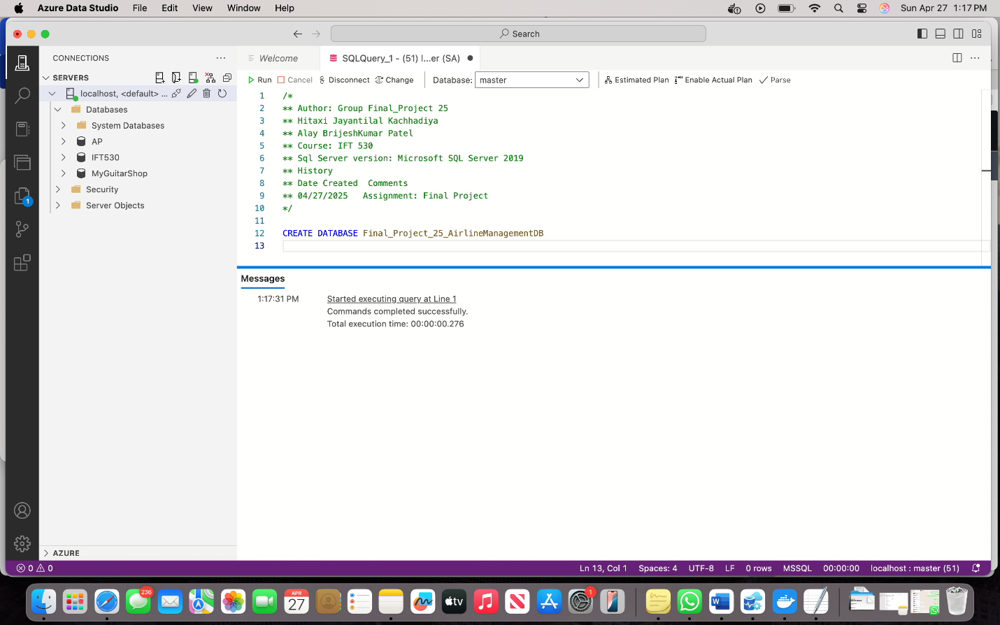 Azure Data Studio File Edit View Window Help Sun Apr 27 1:17 PM
Search
CONNECTIONS
Welcome
SQLQuery_1 - (51) l...er (SA)
SERVERS
Run Cancel Disconnect Change Database: master Estimated Plan Enable Actual Plan Parse
localhost, <default> ...
Databases
System Databases
AP
IFT530
MyGuitarShop
Security
Server Objects
1
1 /*
2 ** Author: Group Final_Project 25
3 ** Hitaxi Jayantilal Kachhadiya
4 ** Alay BrijeshKumar Patel
5 ** Course: IFT 530
6 ** Sql Server version: Microsoft SQL Server 2019
7 ** History
8 ** Date Created  Comments
9 ** 04/27/2025   Assignment: Final Project
10 */
11
12 CREATE DATABASE Final_Project_25_AirlineManagementDB
13
Messages
1:17:31 PM Started executing query at Line 1
Commands completed successfully.
Total execution time: 00:00:00.276
AZURE
0 0 Ln 13, Col 1 Spaces: 4 UTF-8 LF 0 rows MSSQL 00:00:00 localhost : master (51)
236
APR
27
tv
1
W